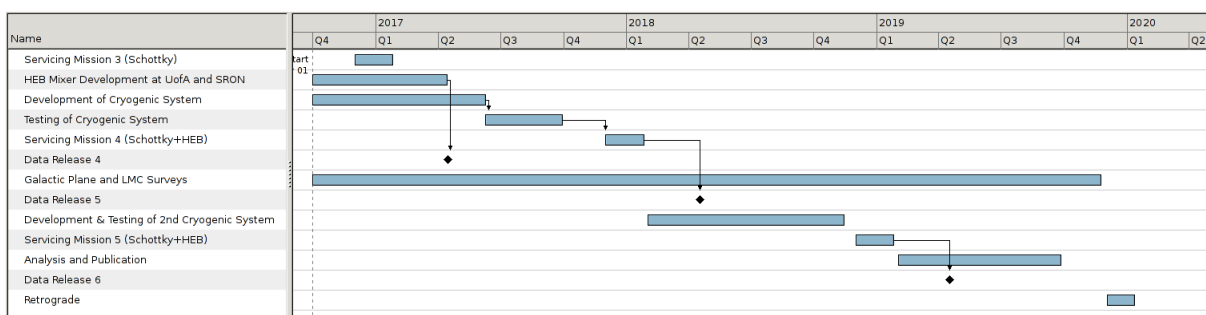 2017 2018 2019 2020
Name
Q4 Q1 Q2 Q3 Q4 Q1 Q2 Q3 Q4 Q1 Q2 Q3 Q4 Q1 Q2
Servicing Mission 3 (Schottky)
tart
01
HEB Mixer Development at UofA and SRON
Development of Cryogenic System
Testing of Cryogenic System
Servicing Mission 4 (Schottky+HEB)
Data Release 4
Galactic Plane and LMC Surveys
Data Release 5
Development & Testing of 2nd Cryogenic System
Servicing Mission 5 (Schottky+HEB)
Analysis and Publication
Data Release 6
Retrograde